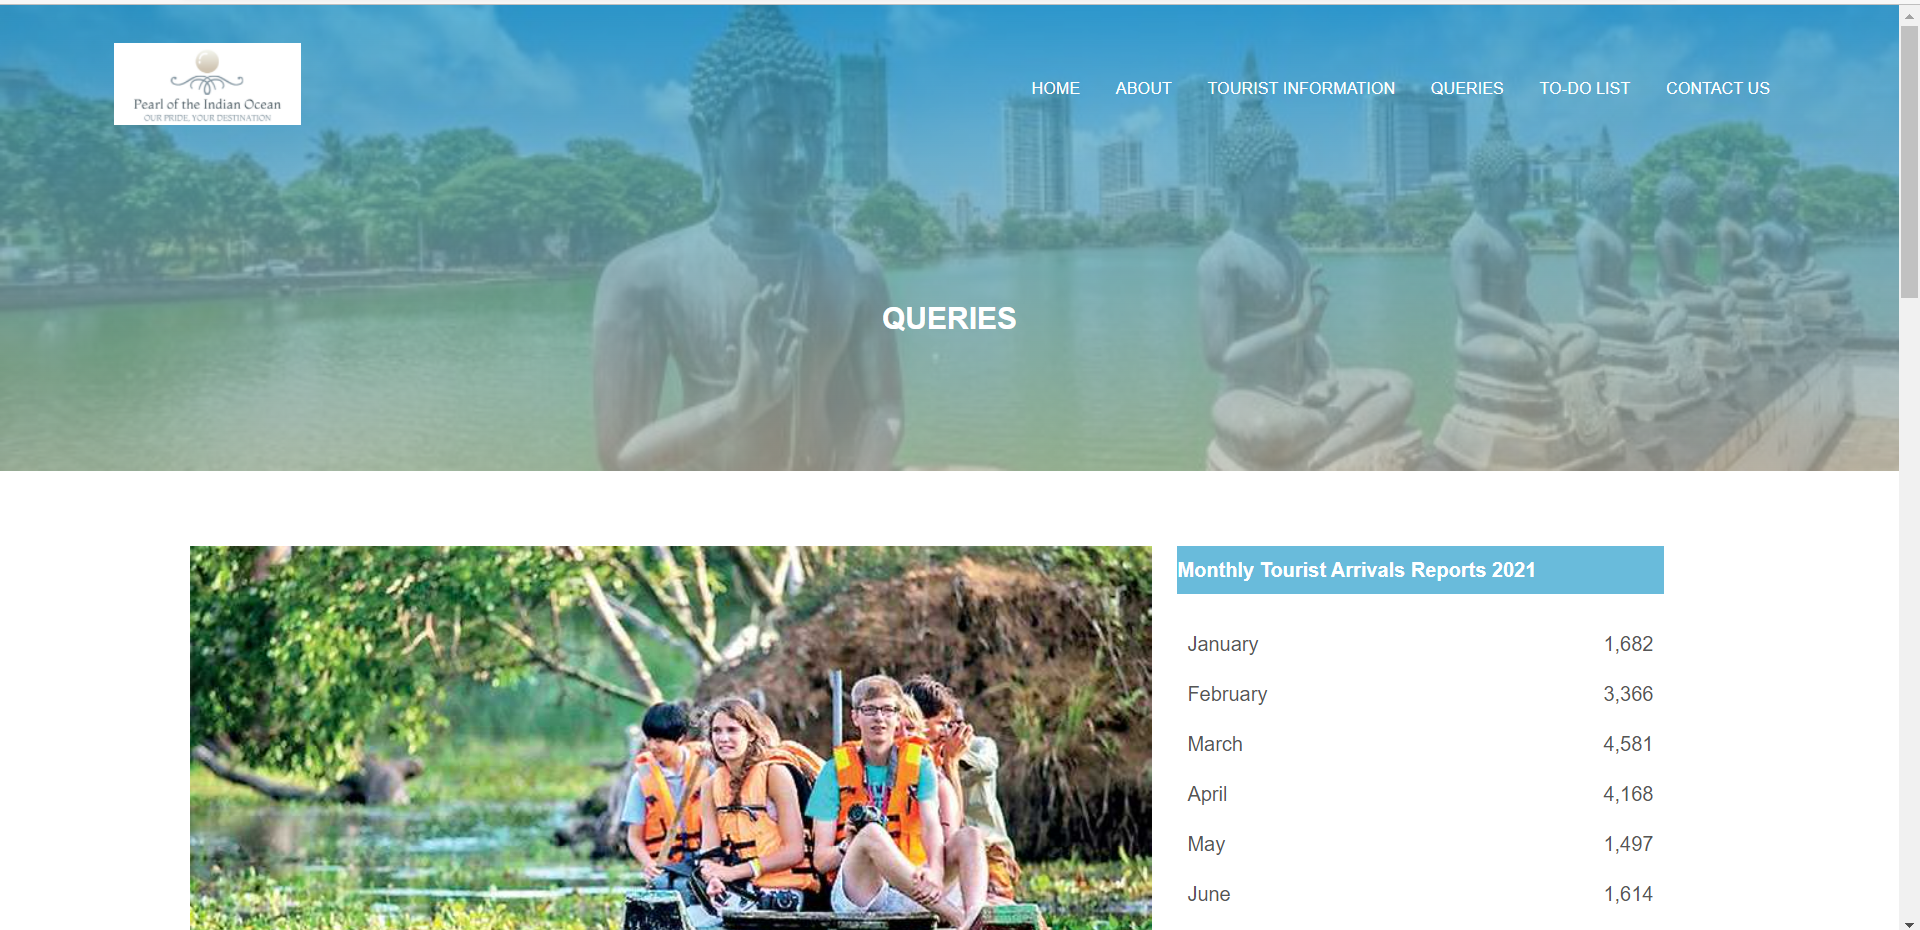 Pearl of the Indian Ocean
OUR PRIDE, YOUR DESTINATION
HOME ABOUT TOURIST INFORMATION QUERIES TO-DO LIST CONTACT US
QUERIES
Monthly Tourist Arrivals Reports 2021
January 1,682
February 3,366
March 4,581
April 4,168
May 1,497
June 1,614